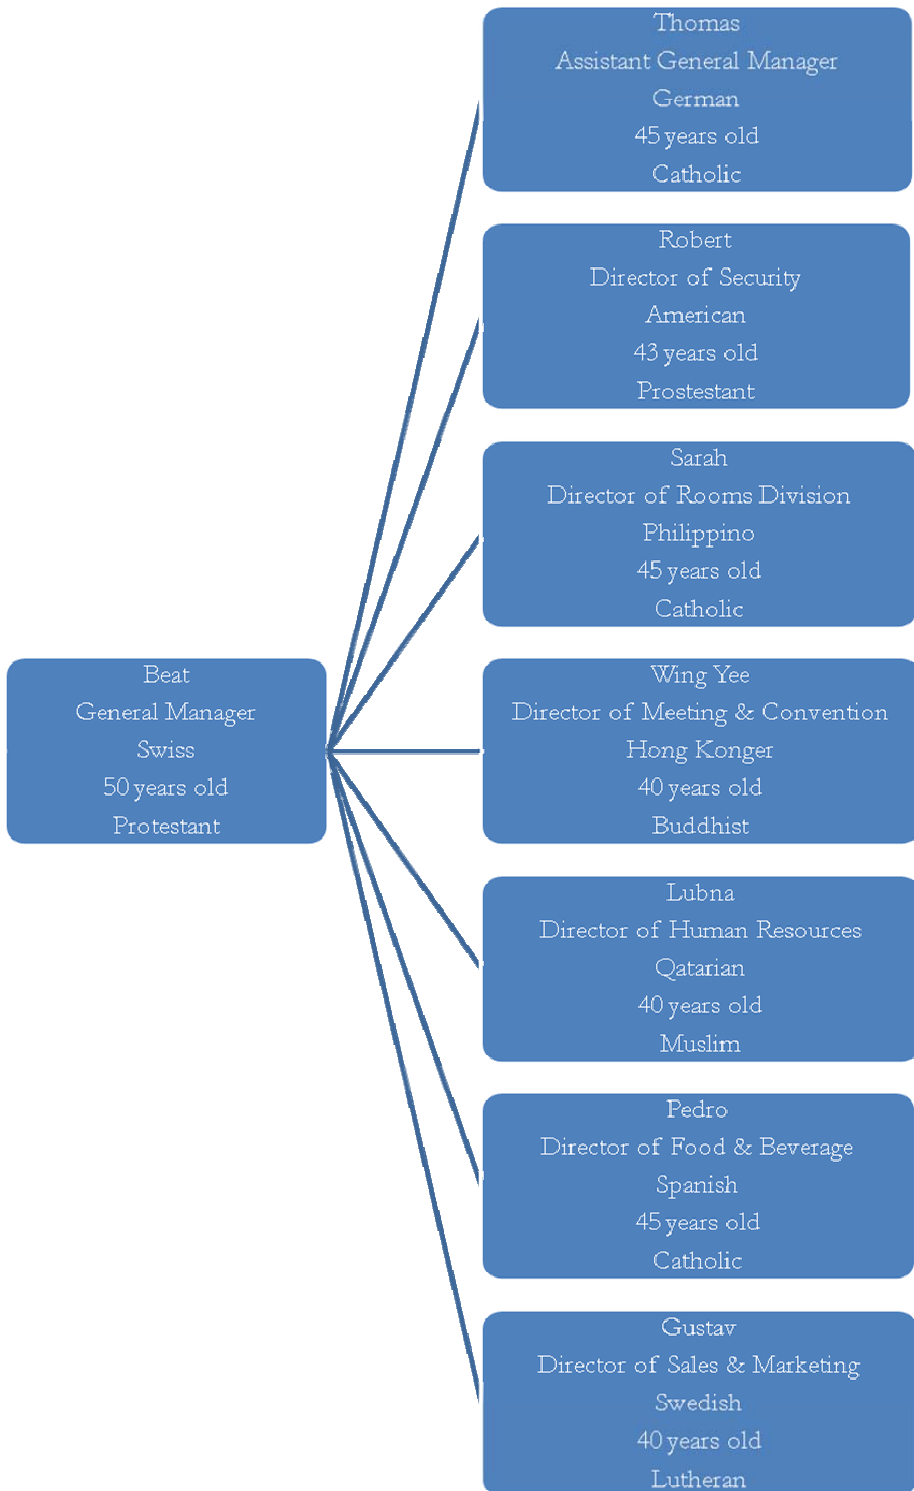 Thomas
Assistant General Manager
German
45 years old
Catholic
Robert
Director of Security
American
43 years old
Prostestant
Sarah
Director of Rooms Division
Philippino
45 years old
Catholic
Beat
General Manager
Swiss
50 years old
Protestant
Wing Yee
Director of Meeting & Convention
Hong Konger
40 years old
Buddhist
Lubna
Director of Human Resources
Qatarian
40 years old
Muslim
Pedro
Director of Food & Beverage
Spanish
45 years old
Catholic
Gustav
Director of Sales & Marketing
Swedish
40 years old
Lutheran